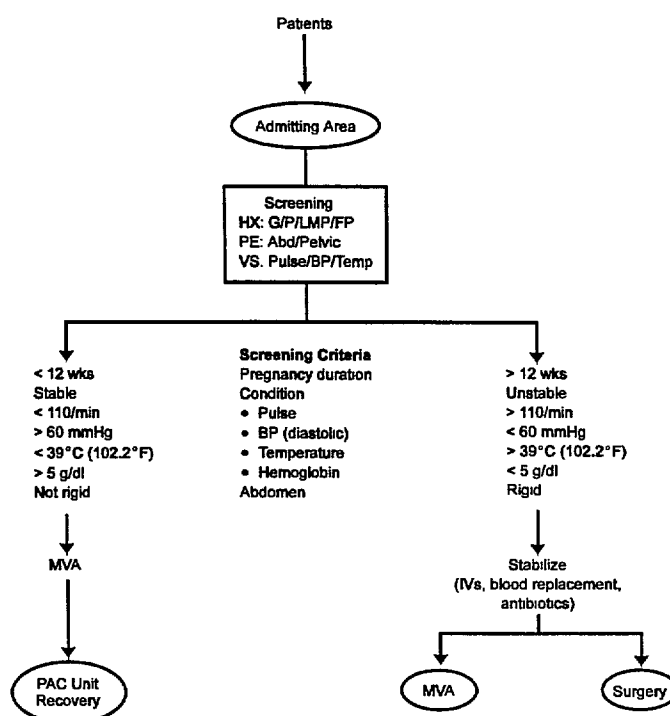 Patients
Admitting Area
Screening
HX: G/P/LMP/FP
PE: Abd/Pelvic
VS. Pulse/BP/Temp
< 12 wks
Stable
< 110/min
> 60 mmHg
< 39°C (102.2°F)
> 5 g/dl
Not rigid
Screening Criteria
Pregnancy duration
Condition
• Pulse
• BP (diastolic)
• Temperature
• Hemoglobin
Abdomen
> 12 wks
Unstable
> 110/min
< 60 mmHg
> 39°C (102.2°F)
< 5 g/dl
Rigid
MVA
Stabilize
(IVs, blood replacement,
antibiotics)
PAC Unit
Recovery
MVA
Surgery